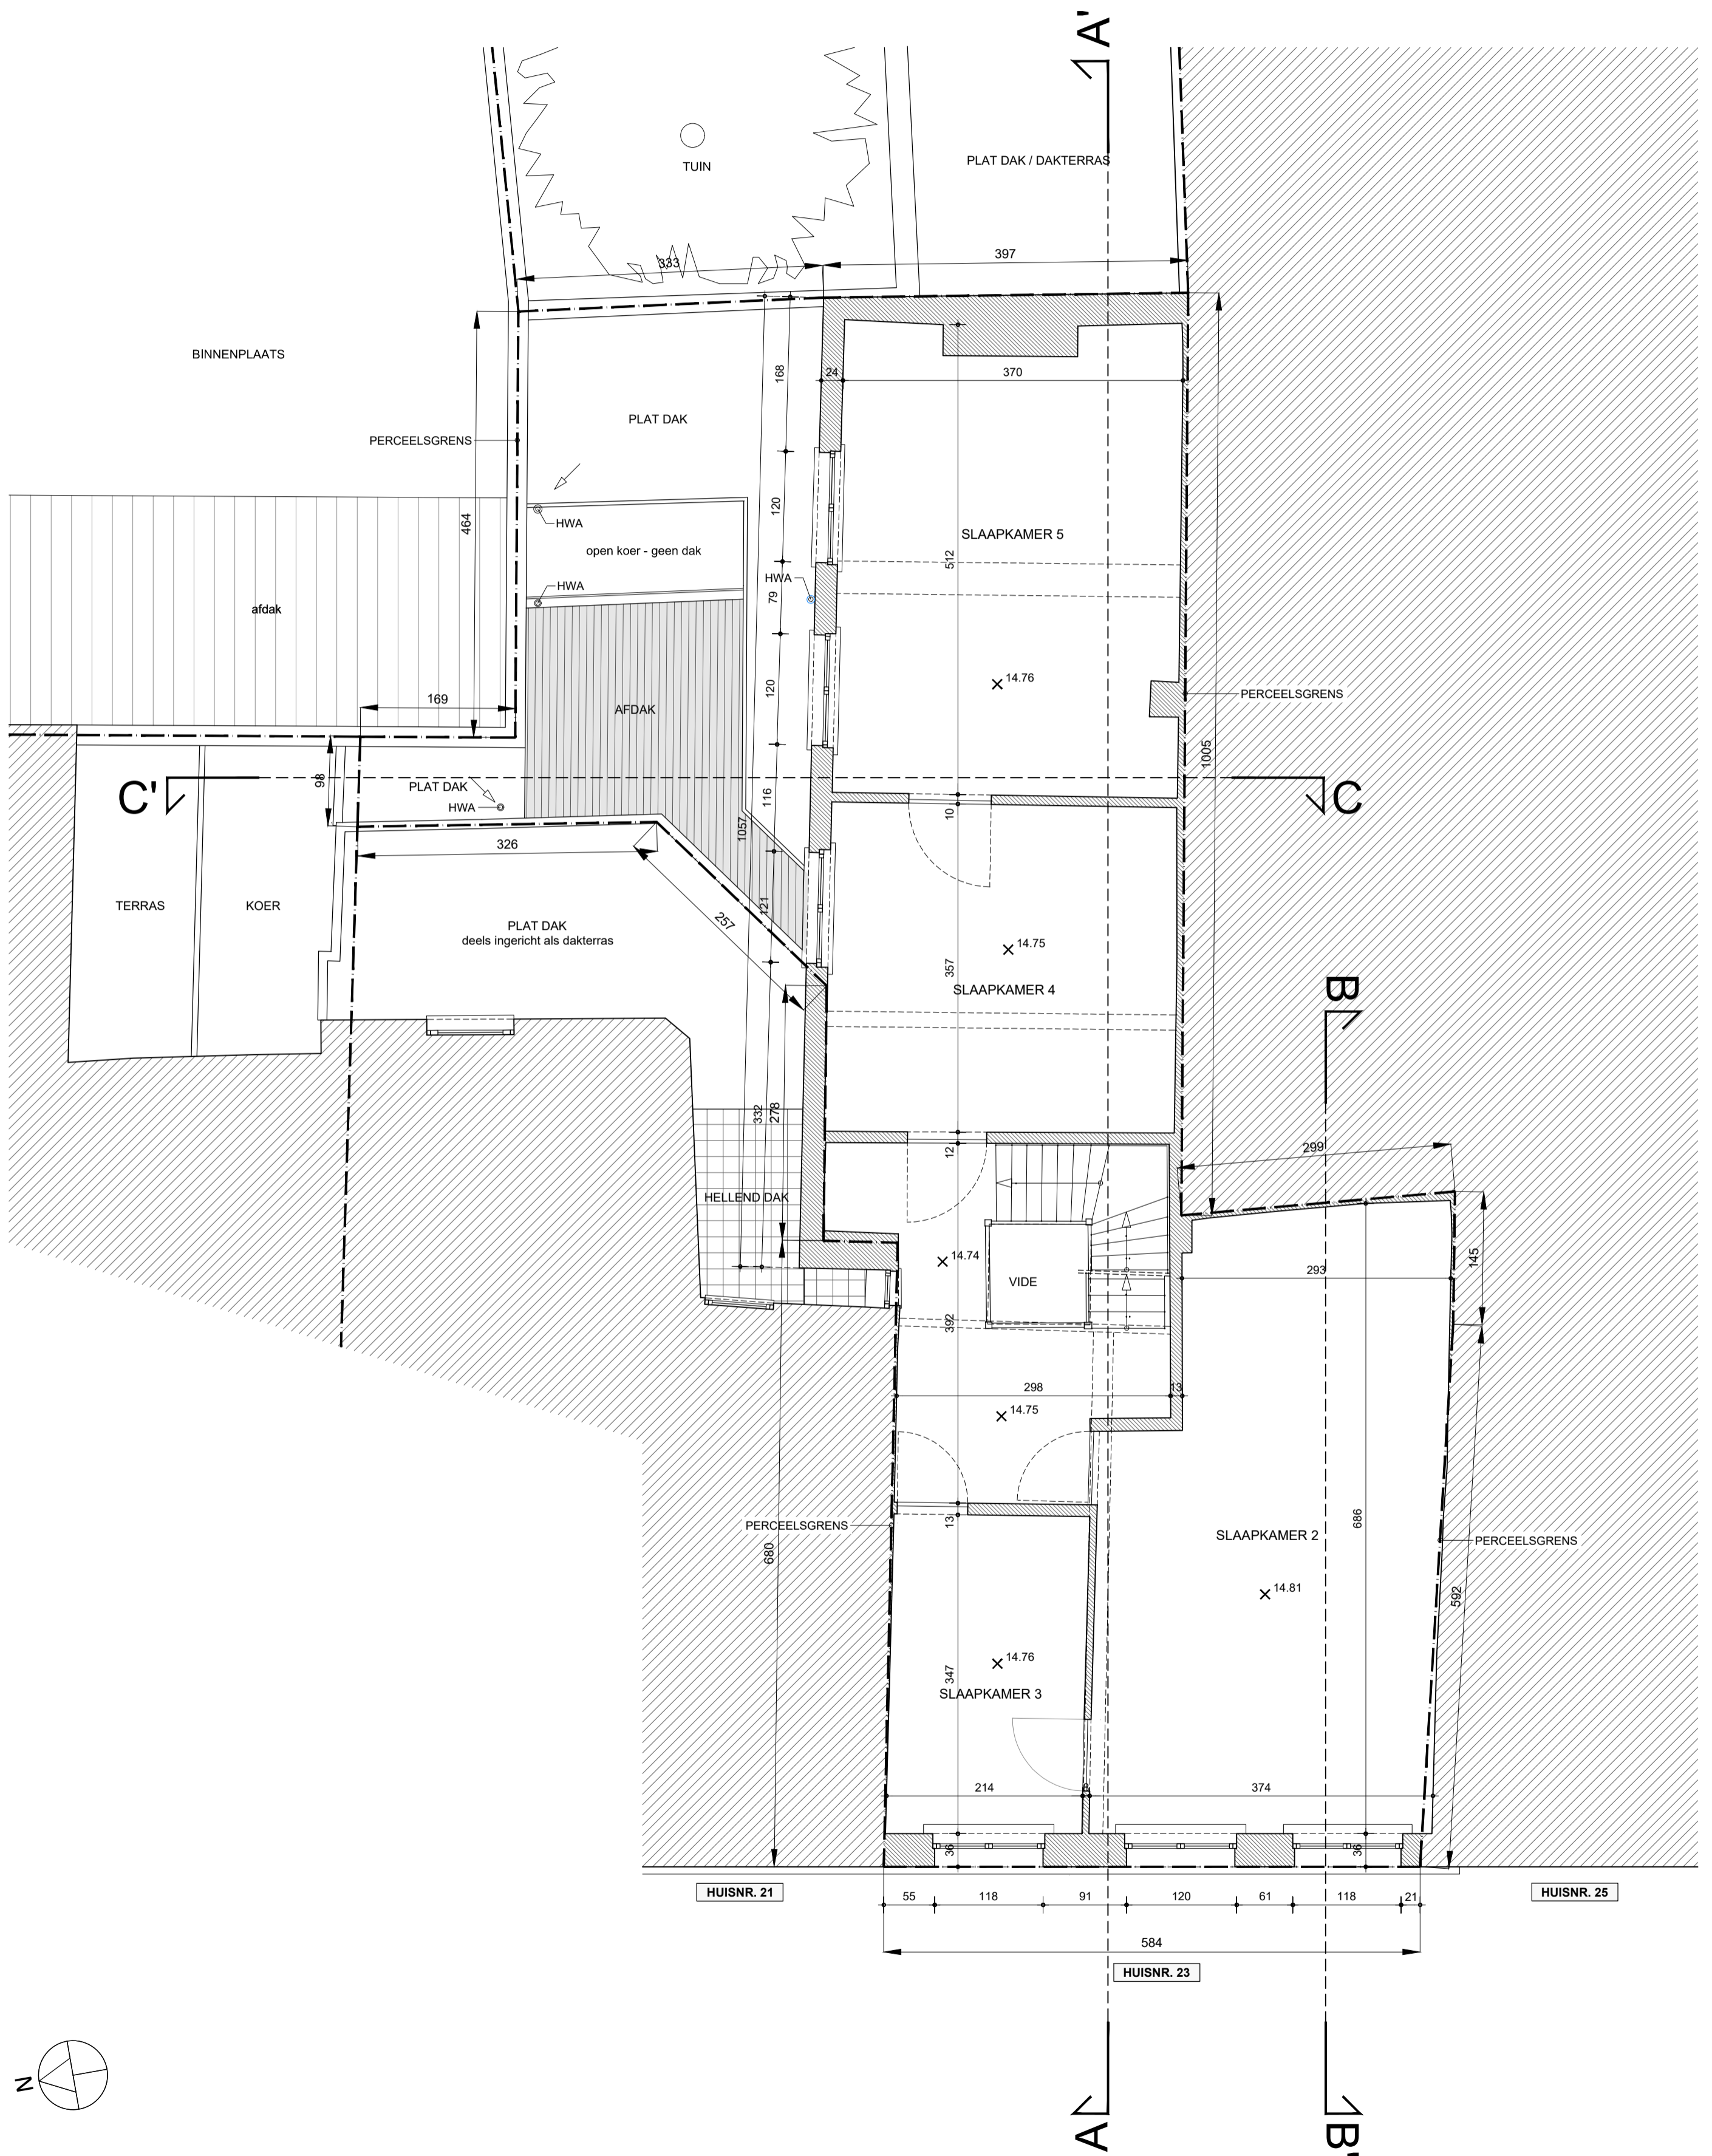 A'
TUIN
PLAT DAK / DAKTERRAS
333
397
BINNENPLAATS
168
24
370
PLAT DAK
PERCEELSGRENS
464
HWA
120
512
SLAAPKAMER 5
open koer - geen dak
HWA
HWA
79
afdak
14.76
169
AFDAK
120
PERCEELSGRENS
1005
98
C'
PLAT DAK
HWA
C
116
10
1057
326
TERRAS
KOER
121
257
PLAT DAK
deels ingericht als dakterras
14.75
357
SLAAPKAMER 4
B
332
278
12
299
HELLEND DAK
14.74
VIDE
293
145
392
298
13
14.75
PERCEELSGRENS
13
680
686
SLAAPKAMER 2
PERCEELSGRENS
14.81
592
14.76
347
SLAAPKAMER 3
214
8
374
36
36
HUISNR. 21
HUISNR. 25
55
118
91
120
61
118
21
584
HUISNR. 23
N
A
B'